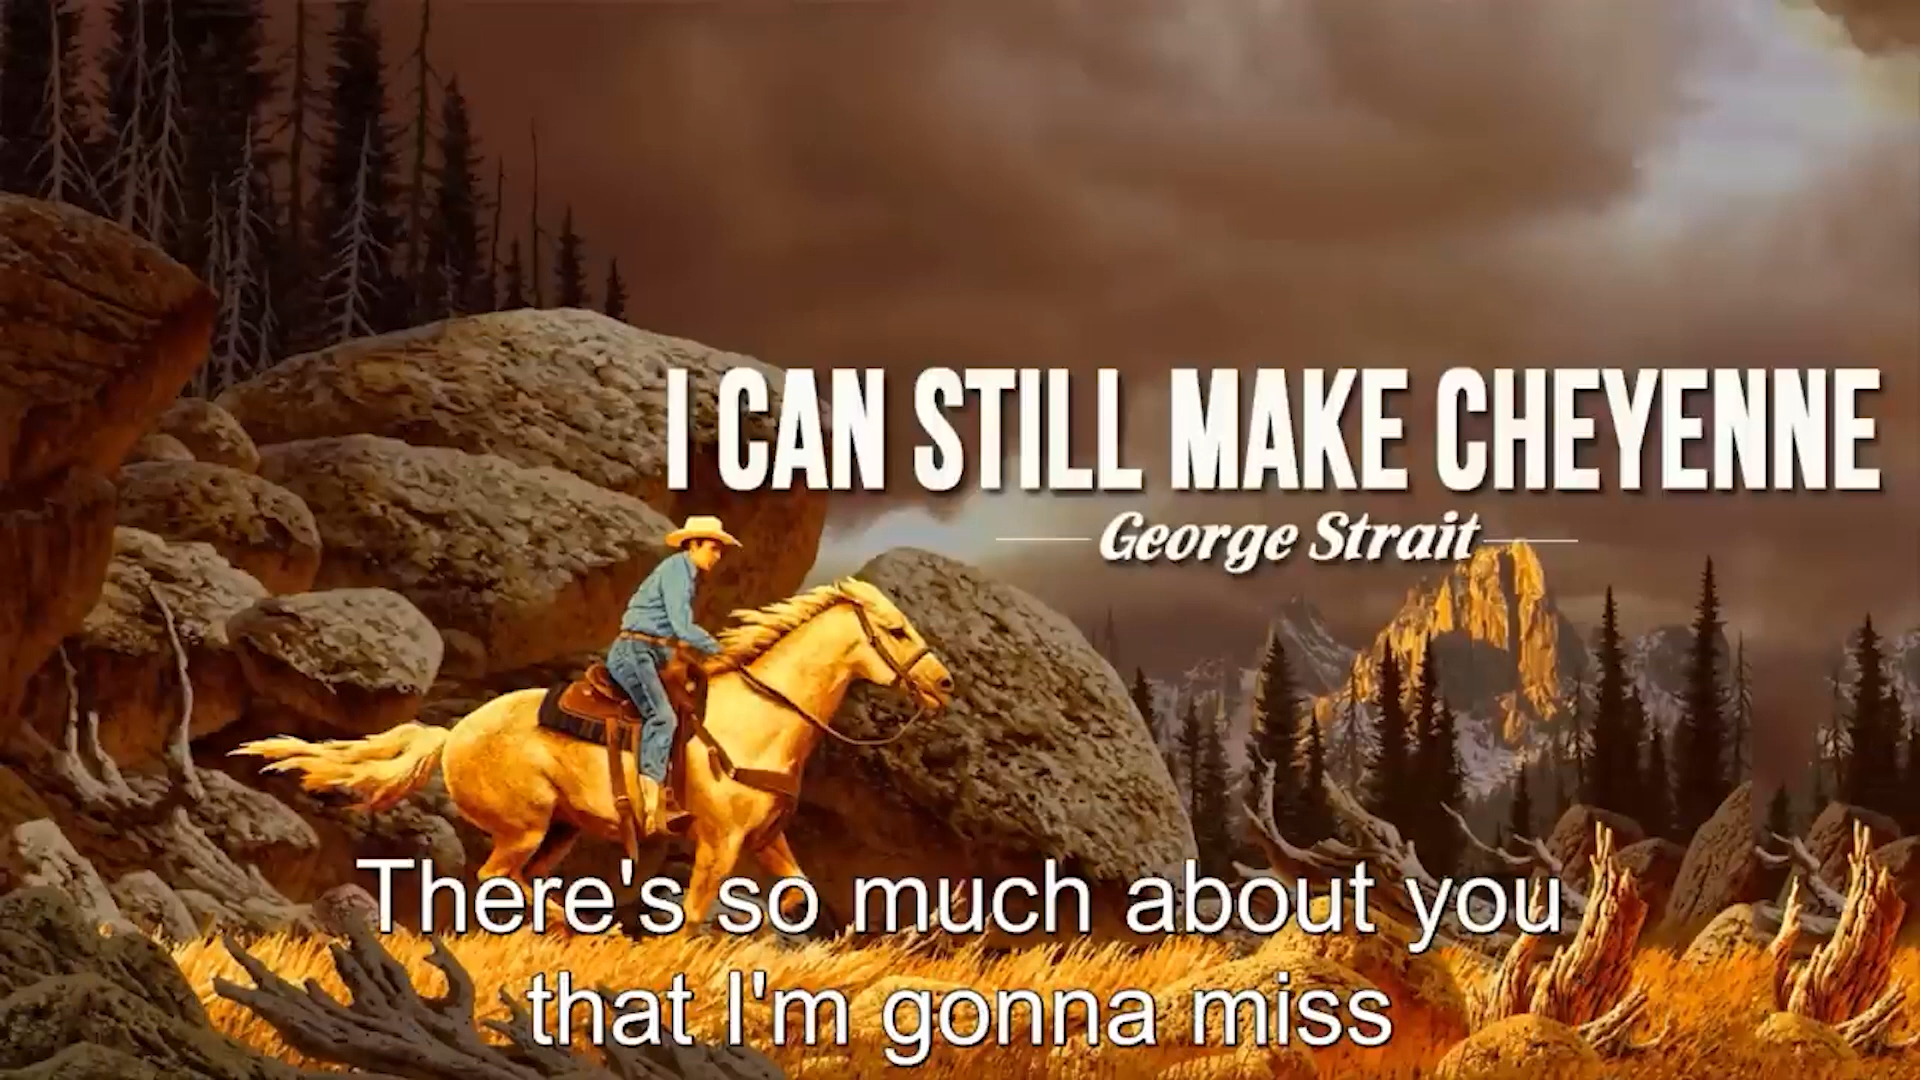 I CAN STILL MAKE CHEYENNE
George Strait
There's so much about you
that I'm gonna miss